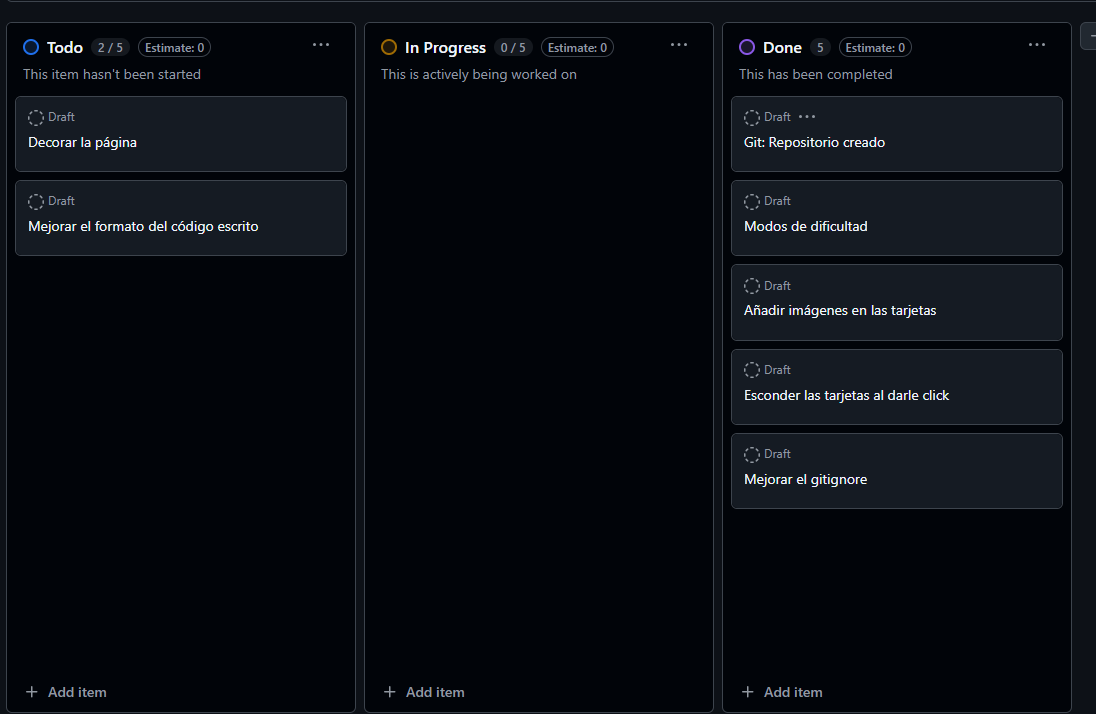 Todo 2 / 5 Estimate: 0
This item hasn't been started
Draft
Decorar la página
Draft
Mejorar el formato del código escrito
Add item
In Progress 0 / 5 Estimate: 0
This is actively being worked on
Add item
Done 5 Estimate: 0
This has been completed
Draft
Git: Repositorio creado
Draft
Modos de dificultad
Draft
Añadir imágenes en las tarjetas
Draft
Esconder las tarjetas al darle click
Draft
Mejorar el gitignore
Add item